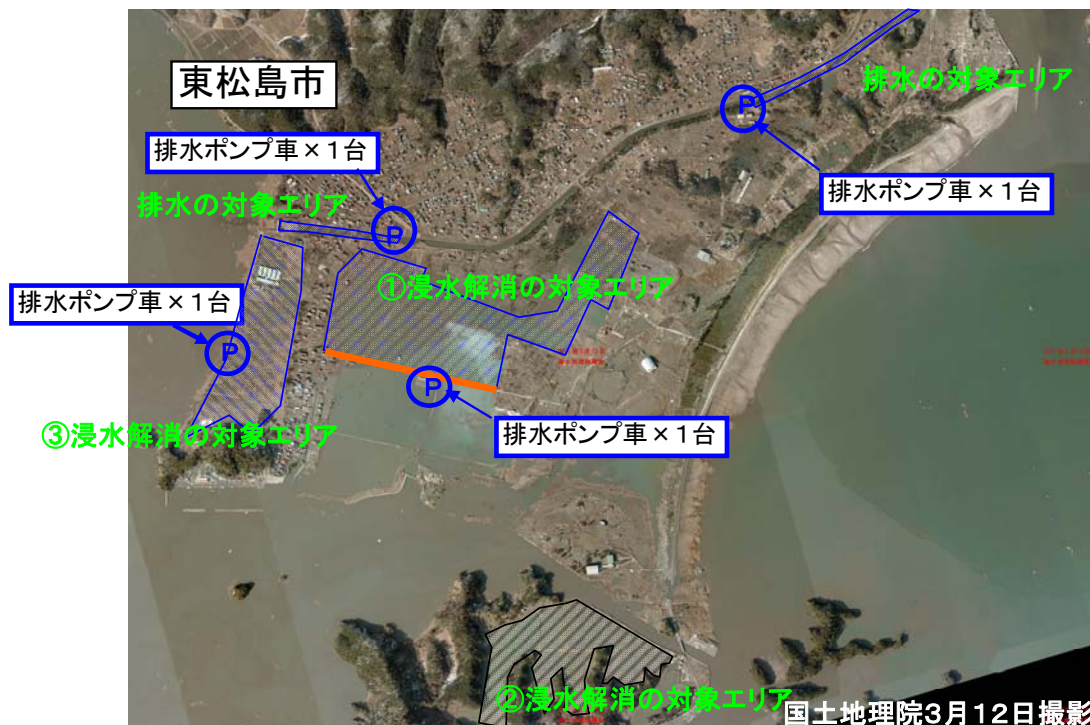 東松島市
排水の対象エリア
P
排水ポンプ車×1台
排水ポンプ車×1台
排水の対象エリア
P
①浸水解消の対象エリア
排水ポンプ車×1台
P
P
③浸水解消の対象エリア
排水ポンプ車×1台
②浸水解消の対象エリア
国土地理院3月12日撮影